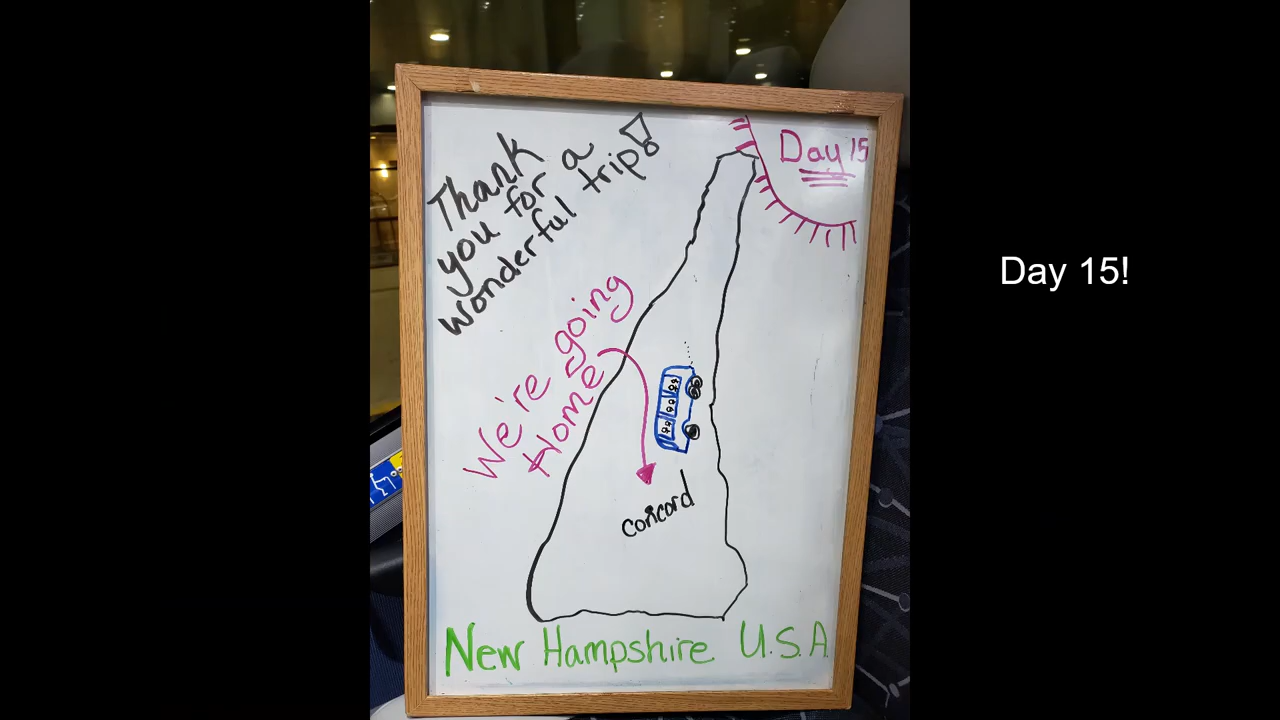 Thank
you for a
wonderful trip!
Day 15
We're going
Home
concord
New Hampshire U.S.A
Day 15!